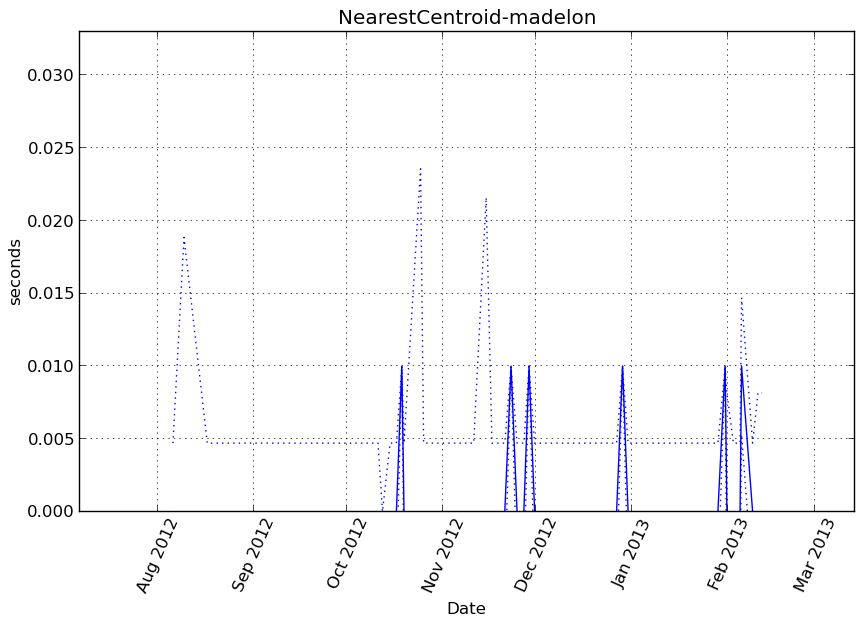 NearestCentroid-madelon
0.030
0.025
0.020
0.015
0.010
0.005
0.000
seconds
Aug 2012
Sep 2012
Oct 2012
Nov 2012
Dec 2012
Jan 2013
Feb 2013
Mar 2013
Date